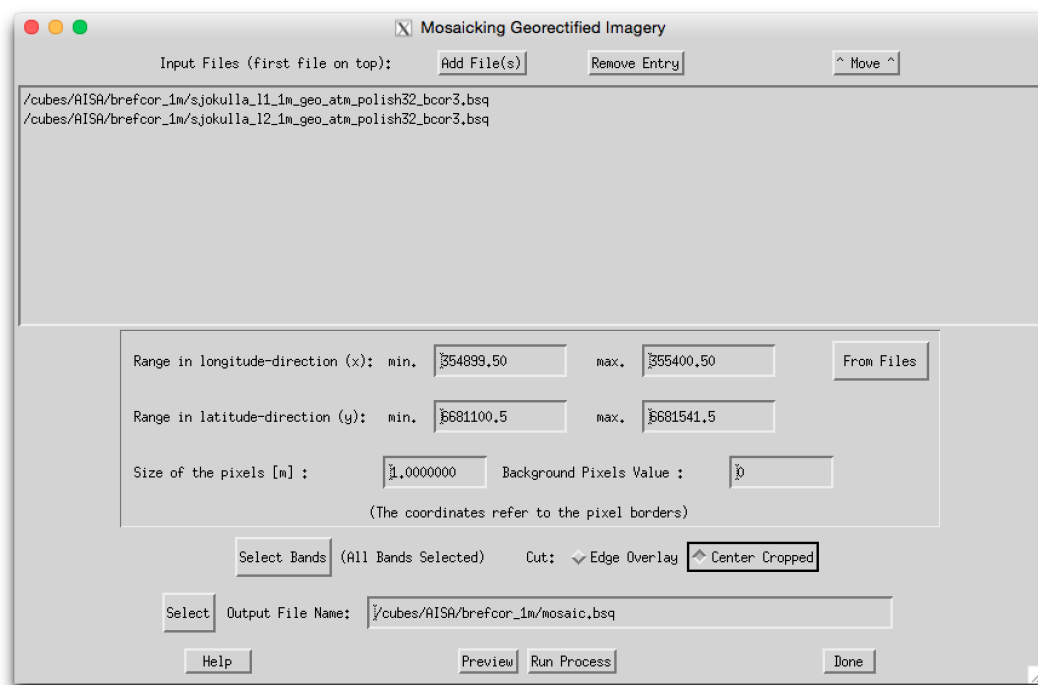 Mosaicking Georectified Imagery
Input Files (first file on top): Add File(s) Remove Entry ^ Move ^
/cubes/AISA/brefcor_1m/sjokulla_l1_1m_geo_atm_polish32_bcor3.bsq
/cubes/AISA/brefcor_1m/sjokulla_l2_1m_geo_atm_polish32_bcor3.bsq
Range in longitude-direction (x): min. 354899.50 max. 355400.50 From Files
Range in latitude-direction (y): min. 6681100.5 max. 6681541.5
Size of the pixels [m] : 1.0000000 Background Pixels Value : 0
(The coordinates refer to the pixel borders)
Select Bands (All Bands Selected) Cut: Edge Overlay Center Cropped
Select Output File Name: /cubes/AISA/brefcor_1m/mosaic.bsq
Help Preview Run Process Done